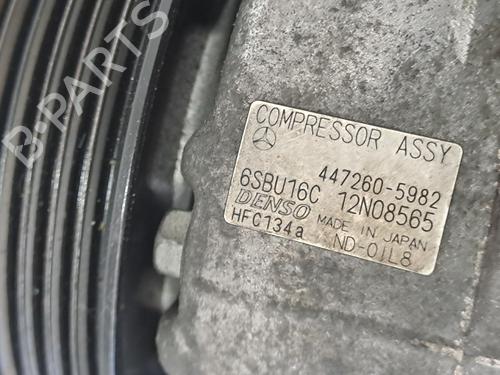 B-PARTS
COMPRESSOR ASSY
447260-5982
6SBU16C 12N08565
DENSO MADE IN JAPAN
HFC134a ND-OIL8